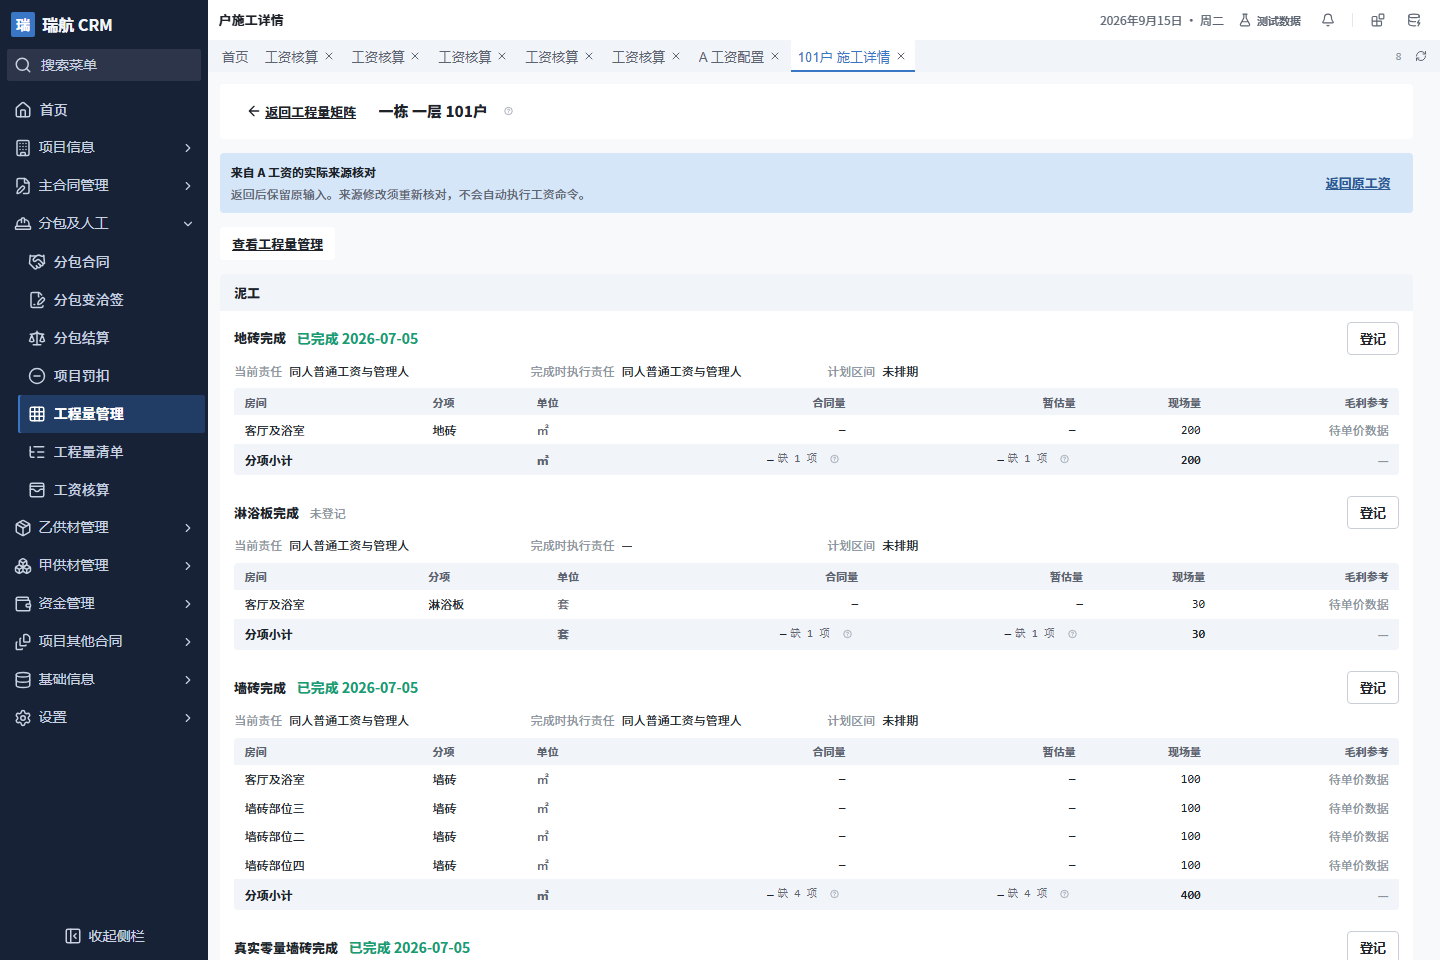 瑞 瑞航 CRM
搜索菜单
首页
项目信息
主合同管理
分包及人工
分包合同
分包变洽签
分包结算
项目罚扣
工程量管理
工程量清单
工资核算
乙供材管理
甲供材管理
资金管理
项目其他合同
基础信息
设置
收起侧栏
户施工详情
2026年9月15日 · 周二 测试数据
首页 工资核算 工资核算 工资核算 工资核算 工资核算 A 工资配置 101户 施工详情 8
返回工程量矩阵 一栋 一层 101户
来自 A 工资的实际来源核对
返回后保留原输入。来源修改须重新核对，不会自动执行工资命令。
返回原工资
查看工程量管理
泥工
地砖完成 已完成 2026-07-05 登记
当前责任 同人普通工资与管理人 完成时执行责任 同人普通工资与管理人 计划区间 未排期
房间 分项 单位 合同量 暂估量 现场量 毛利参考
客厅及浴室 地砖 ㎡ — — 200 待单价数据
分项小计 ㎡ —缺 1 项 —缺 1 项 200 —
淋浴板完成 未登记 登记
当前责任 同人普通工资与管理人 完成时执行责任 — 计划区间 未排期
房间 分项 单位 合同量 暂估量 现场量 毛利参考
客厅及浴室 淋浴板 套 — — 30 待单价数据
分项小计 套 —缺 1 项 —缺 1 项 30 —
墙砖完成 已完成 2026-07-05 登记
当前责任 同人普通工资与管理人 完成时执行责任 同人普通工资与管理人 计划区间 未排期
房间 分项 单位 合同量 暂估量 现场量 毛利参考
客厅及浴室 墙砖 ㎡ — — 100 待单价数据
墙砖部位三 墙砖 ㎡ — — 100 待单价数据
墙砖部位二 墙砖 ㎡ — — 100 待单价数据
墙砖部位四 墙砖 ㎡ — — 100 待单价数据
分项小计 ㎡ —缺 4 项 —缺 4 项 400 —
真实零量墙砖完成 已完成 2026-07-05 登记